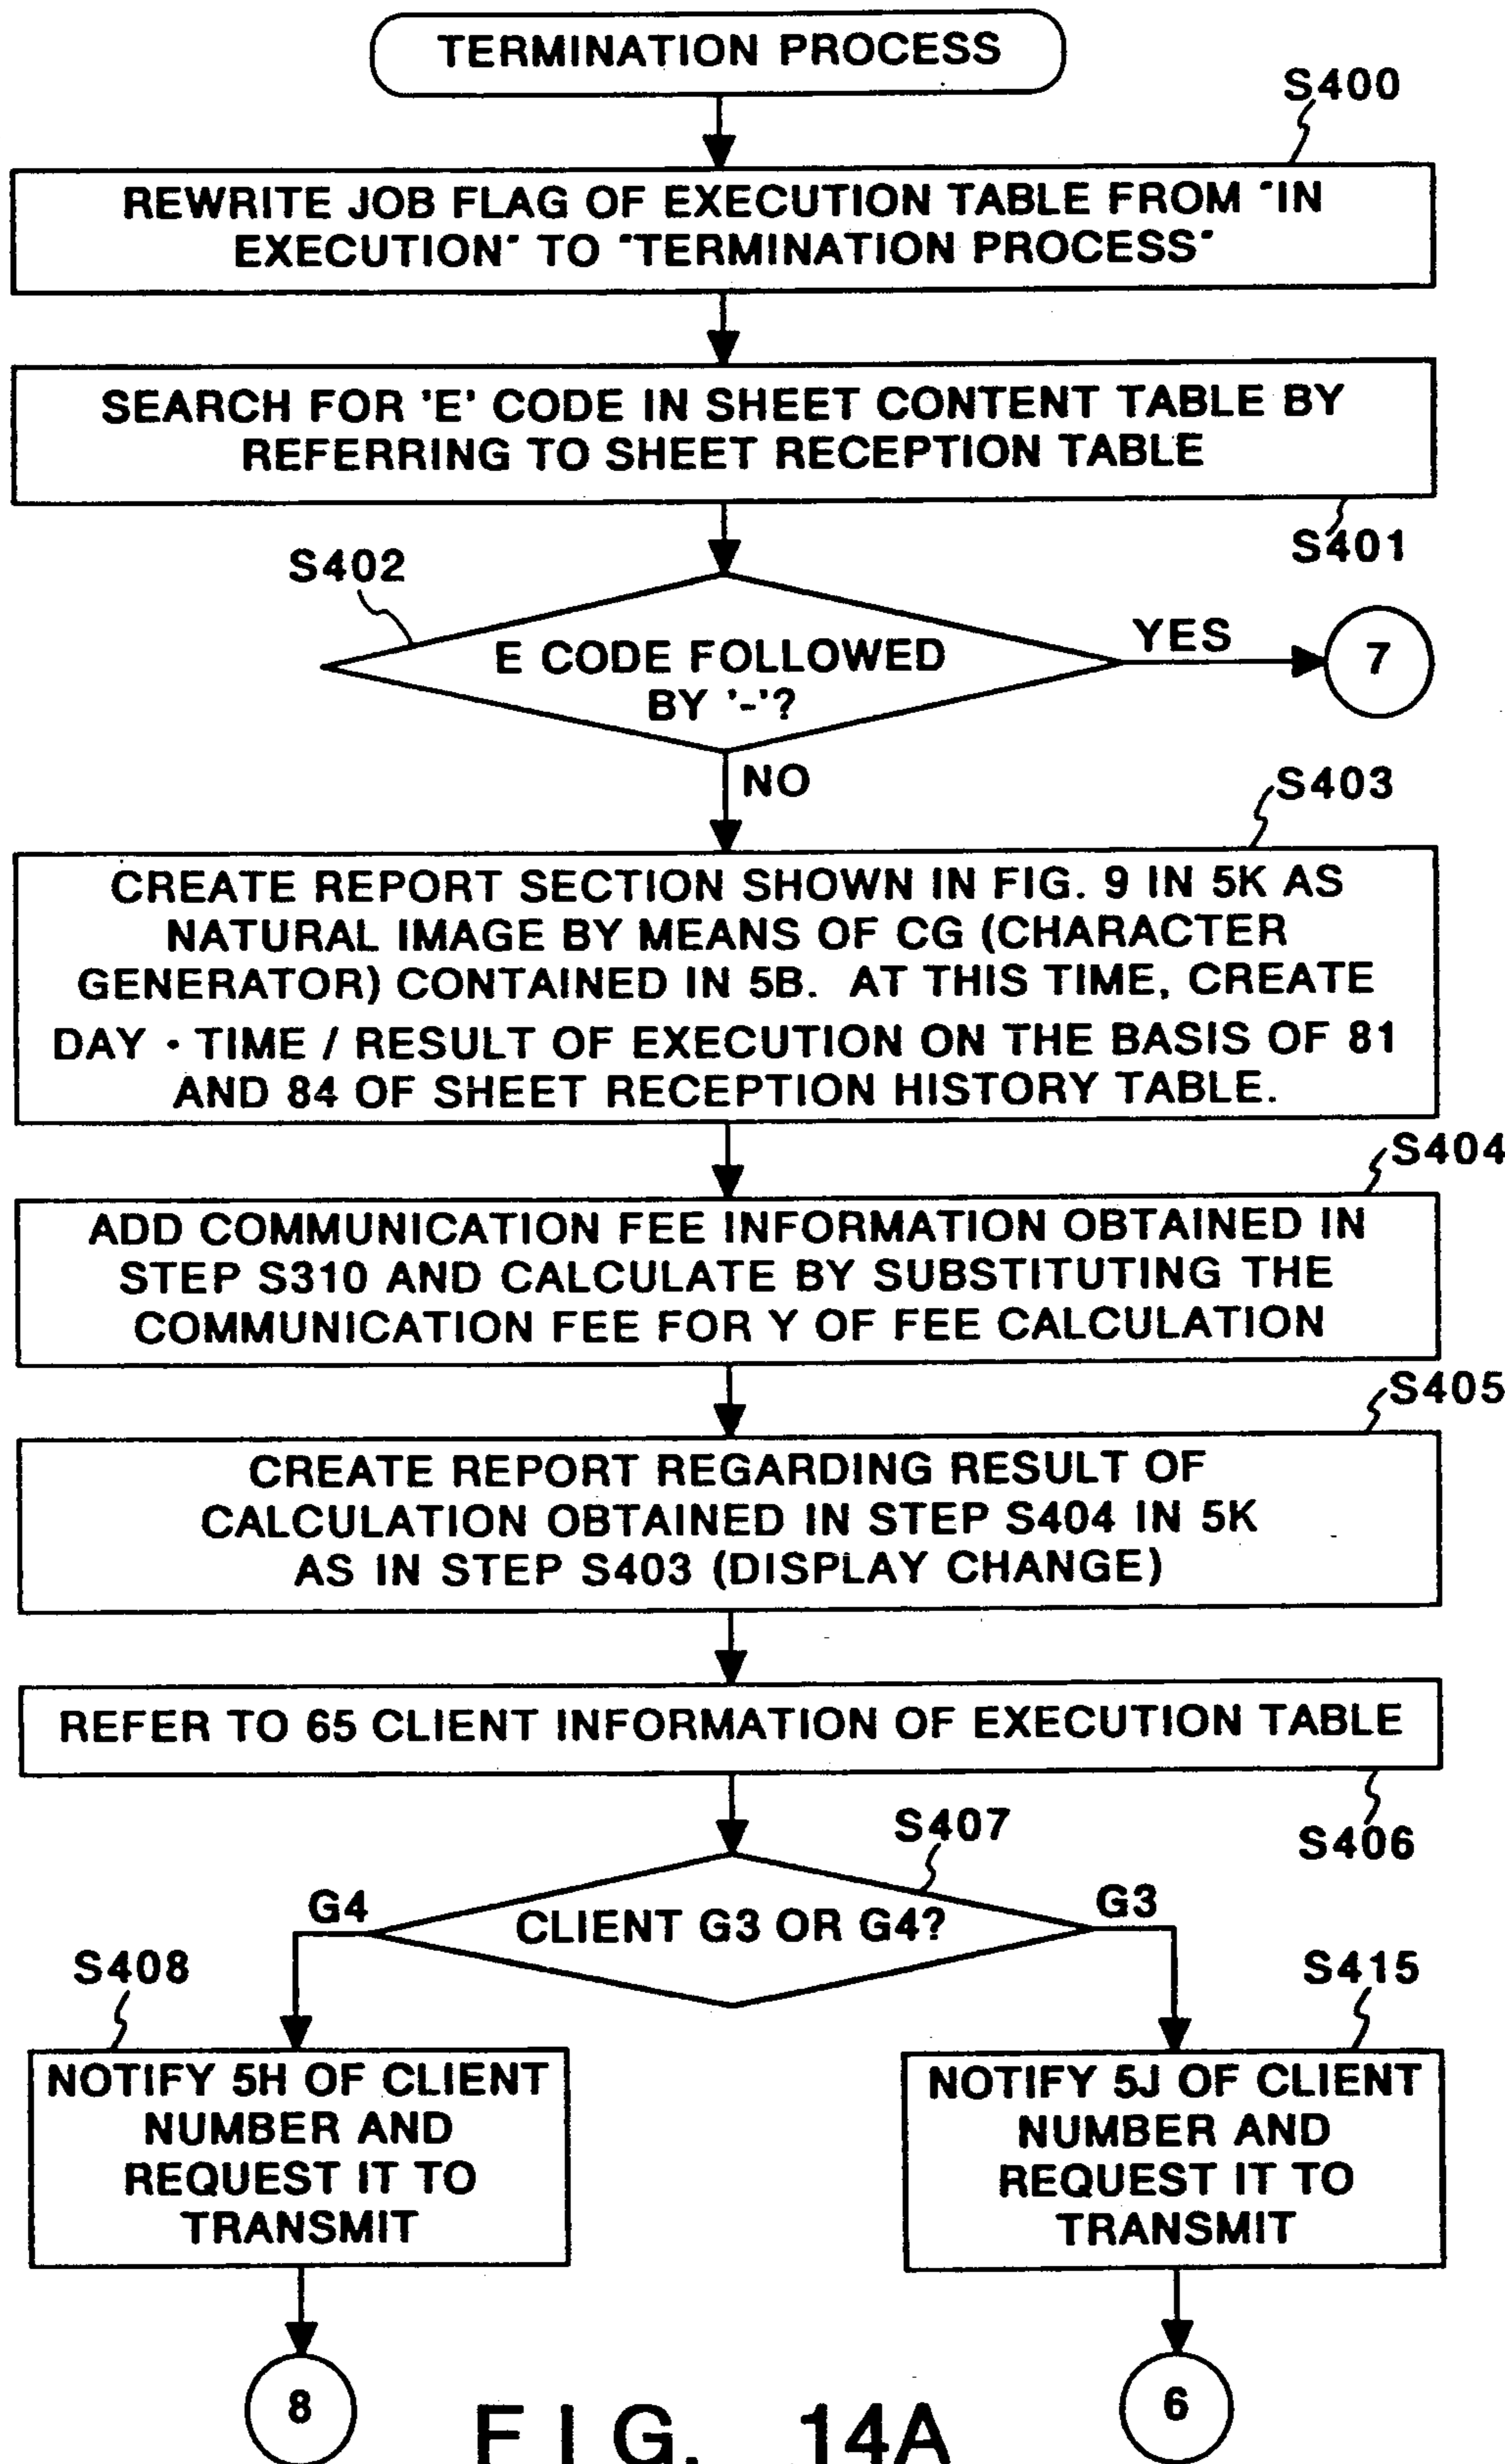 TERMINATION PROCESS
S400
REWRITE JOB FLAG OF EXECUTION TABLE FROM "IN
EXECUTION" TO "TERMINATION PROCESS"
SEARCH FOR 'E' CODE IN SHEET CONTENT TABLE BY
REFERRING TO SHEET RECEPTION TABLE
S401
S402
E CODE FOLLOWED
BY '-'?
YES
7
NO
S403
CREATE REPORT SECTION SHOWN IN FIG. 9 IN 5K AS
NATURAL IMAGE BY MEANS OF CG (CHARACTER
GENERATOR) CONTAINED IN 5B. AT THIS TIME, CREATE
DAY · TIME / RESULT OF EXECUTION ON THE BASIS OF 81
AND 84 OF SHEET RECEPTION HISTORY TABLE.
S404
ADD COMMUNICATION FEE INFORMATION OBTAINED IN
STEP S310 AND CALCULATE BY SUBSTITUTING THE
COMMUNICATION FEE FOR Y OF FEE CALCULATION
S405
CREATE REPORT REGARDING RESULT OF
CALCULATION OBTAINED IN STEP S404 IN 5K
AS IN STEP S403 (DISPLAY CHANGE)
REFER TO 65 CLIENT INFORMATION OF EXECUTION TABLE
S406
S407
CLIENT G3 OR G4?
G4
G3
S408
NOTIFY 5H OF CLIENT
NUMBER AND
REQUEST IT TO
TRANSMIT
S415
NOTIFY 5J OF CLIENT
NUMBER AND
REQUEST IT TO
TRANSMIT
8
6
FIG. 14A